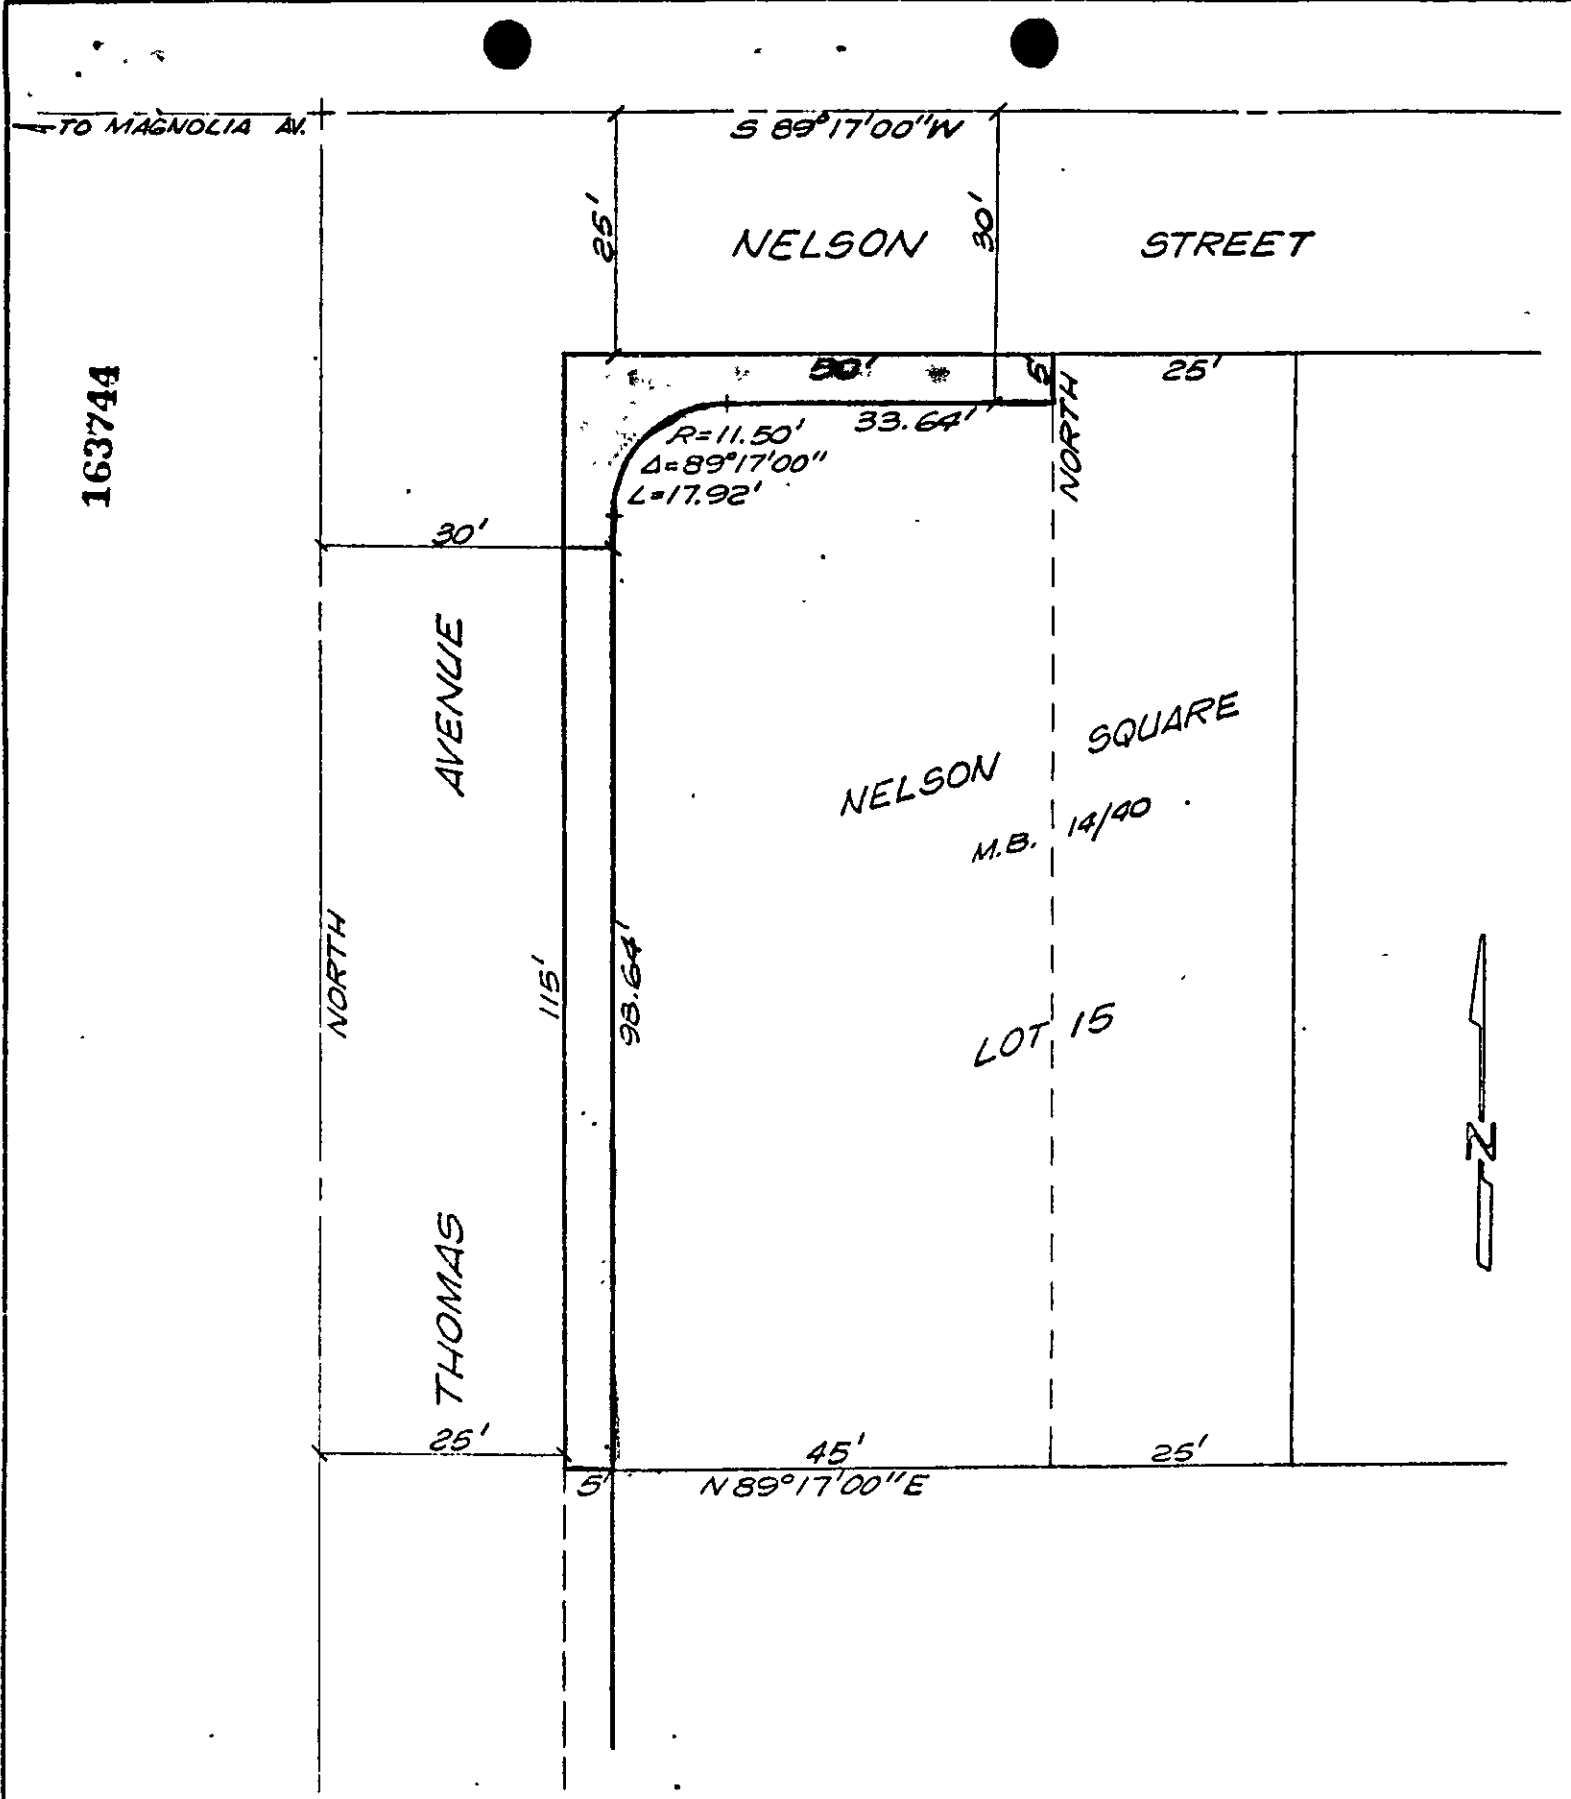 TO MAGNOLIA AV.
S 89°17'00"W
25'
30'
NELSON STREET
163744
50'
5'
25'
NORTH
33.64'
R=11.50'
Δ=89°17'00"
L=17.92'
30'
AVENUE
NELSON SQUARE
M.B. 14/40
NORTH
115'
98.64'
LOT 15
N
THOMAS
25'
45'
25'
5'
N 89°17'00"E